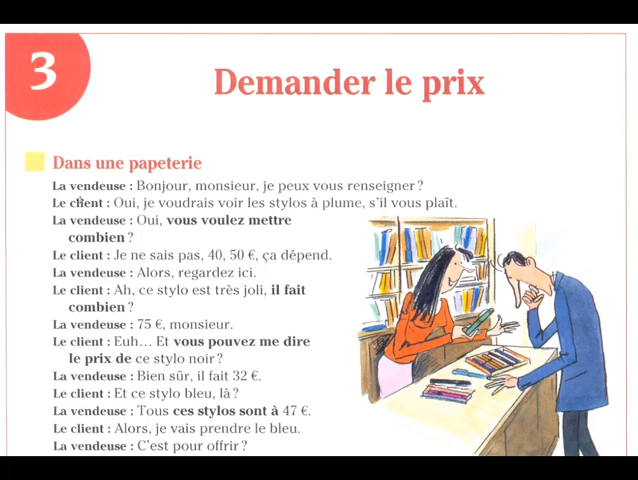 3
Demander le prix
Dans une papeterie
La vendeuse : Bonjour, monsieur, je peux vous renseigner ?
Le client : Oui, je voudrais voir les stylos à plume, s'il vous plaît.
La vendeuse : Oui, vous voulez mettre
combien ?
Le client : Je ne sais pas, 40, 50 €, ça dépend.
La vendeuse : Alors, regardez ici.
Le client : Ah, ce stylo est très joli, il fait
combien ?
La vendeuse : 75 €, monsieur.
Le client : Euh… Et vous pouvez me dire
le prix de ce stylo noir ?
La vendeuse : Bien sûr, il fait 32 €.
Le client : Et ce stylo bleu, là ?
La vendeuse : Tous ces stylos sont à 47 €.
Le client : Alors, je vais prendre le bleu.
La vendeuse : C'est pour offrir ?